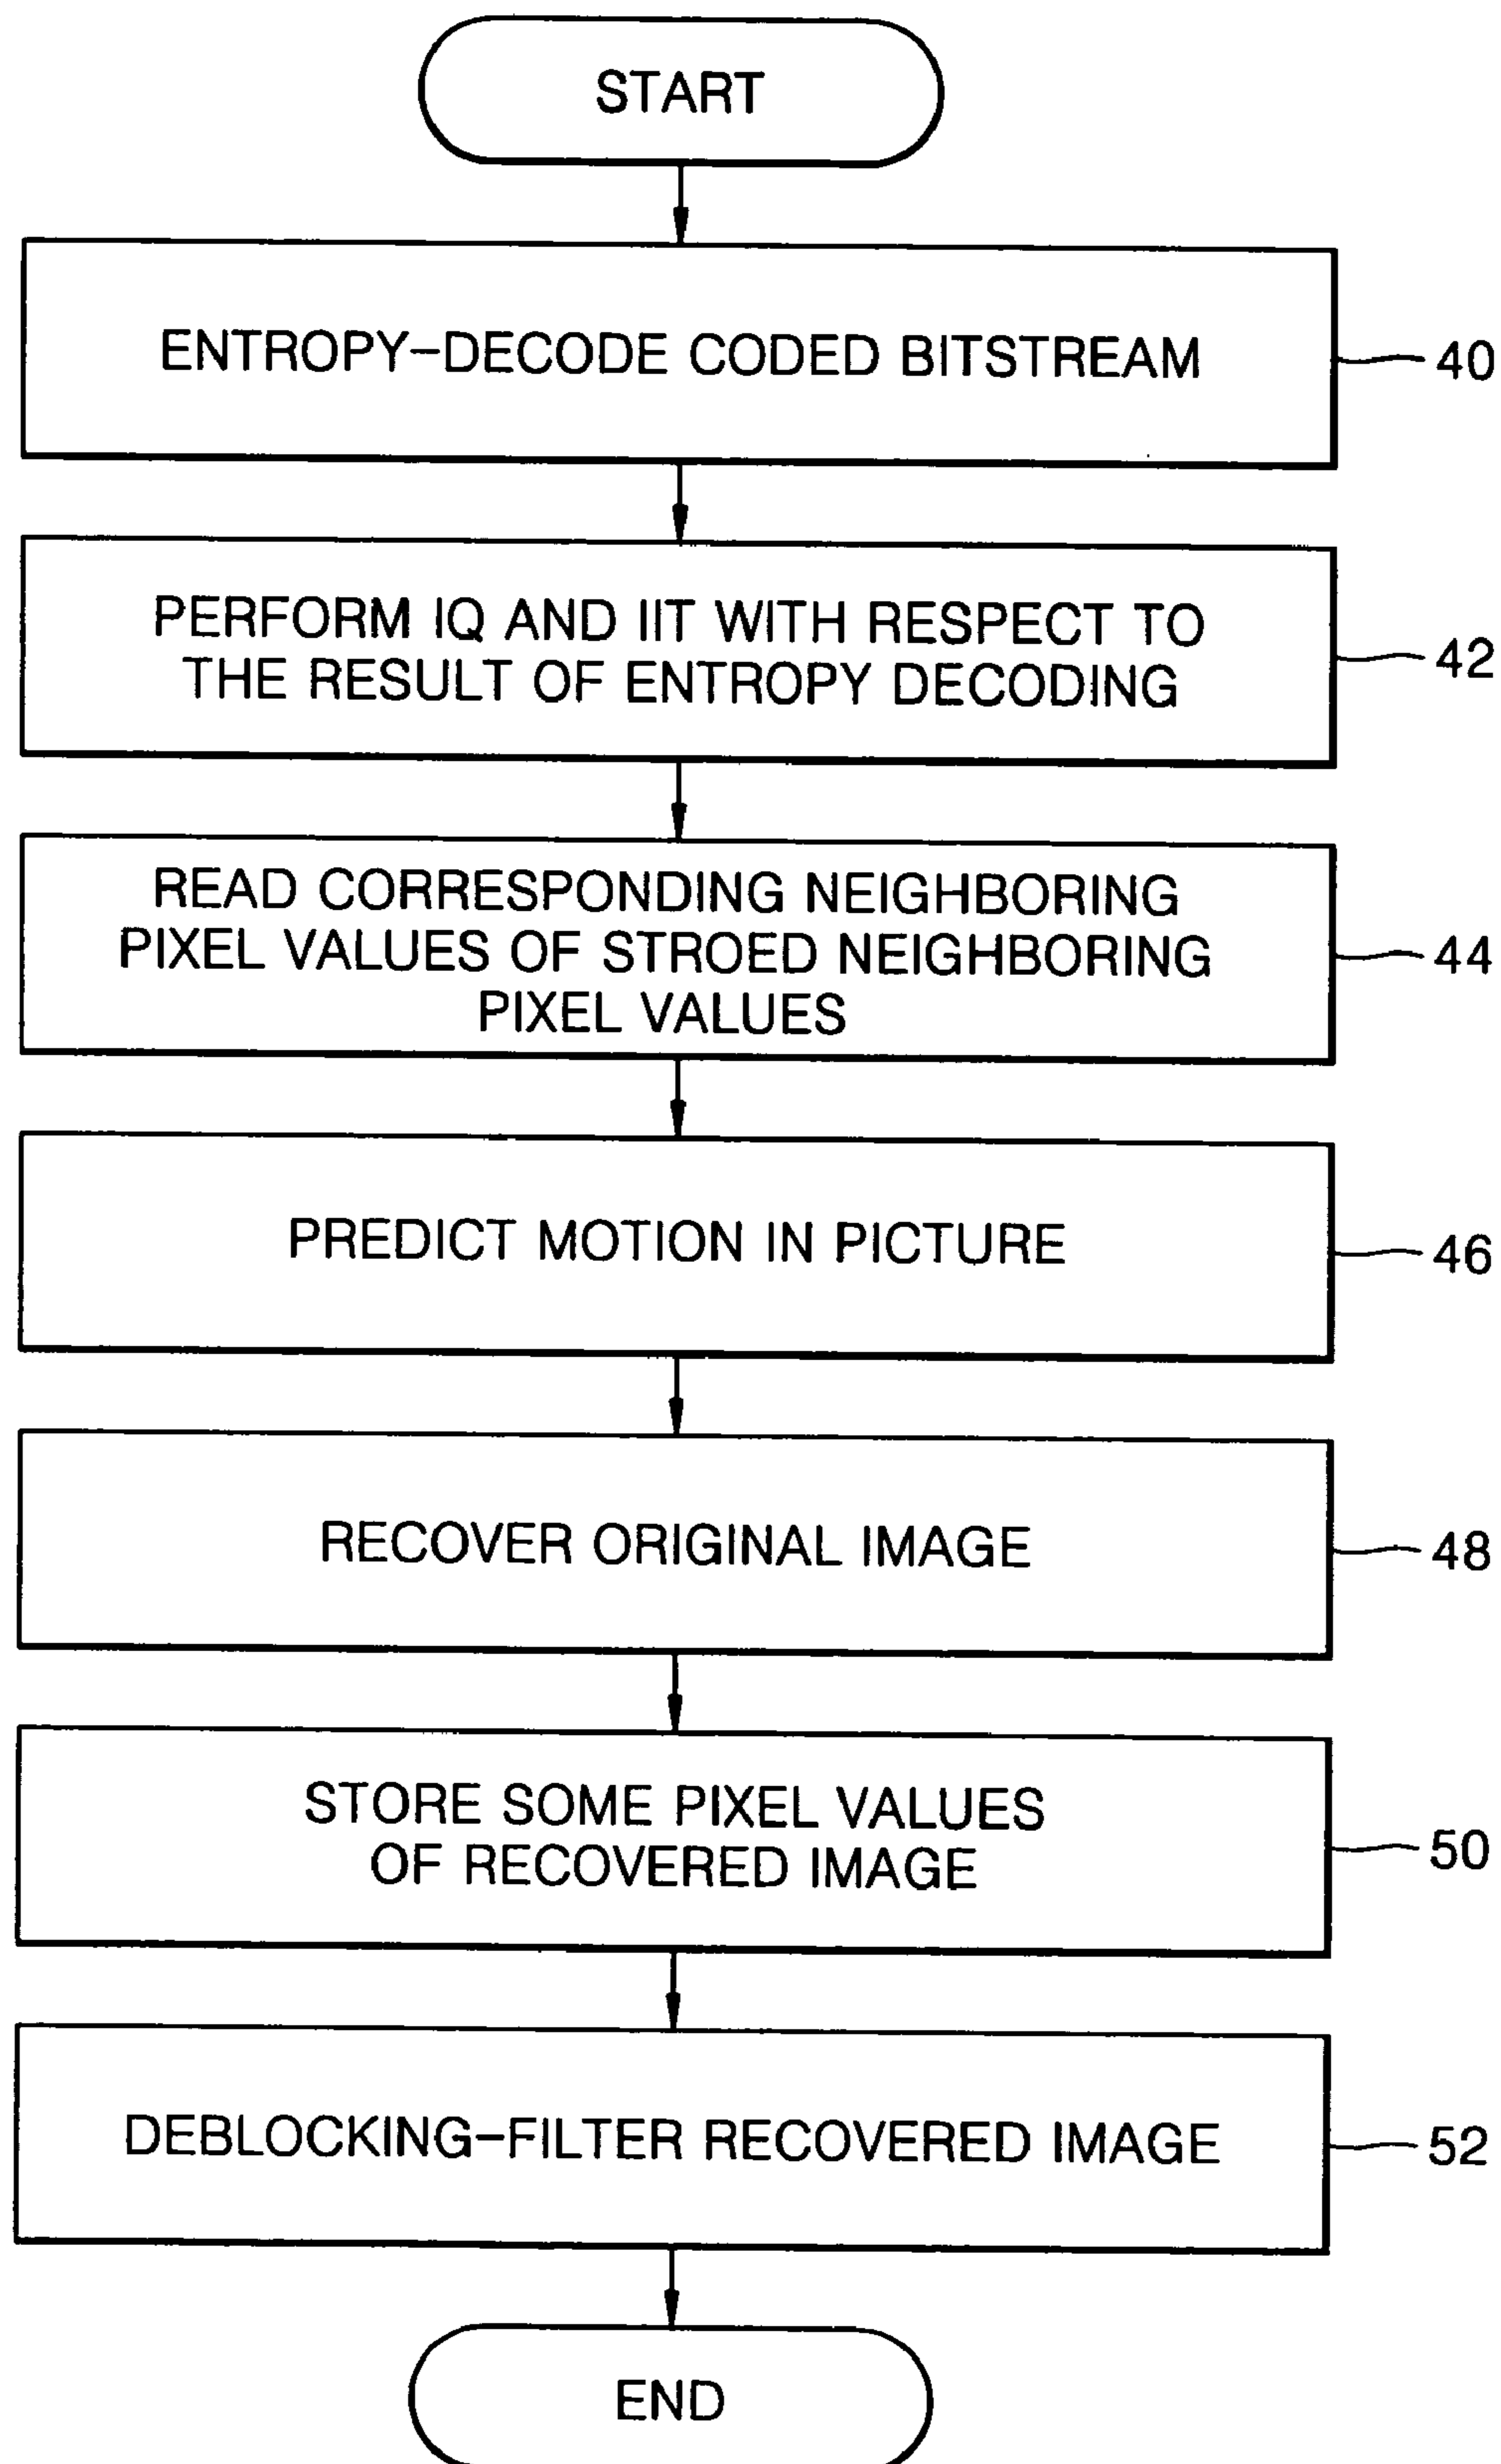 START
ENTROPY-DECODE CODED BITSTREAM
40
PERFORM IQ AND IIT WITH RESPECT TO
THE RESULT OF ENTROPY DECODING
42
READ CORRESPONDING NEIGHBORING
PIXEL VALUES OF STROED NEIGHBORING
PIXEL VALUES
44
PREDICT MOTION IN PICTURE
46
RECOVER ORIGINAL IMAGE
48
STORE SOME PIXEL VALUES
OF RECOVERED IMAGE
50
DEBLOCKING-FILTER RECOVERED IMAGE
52
END